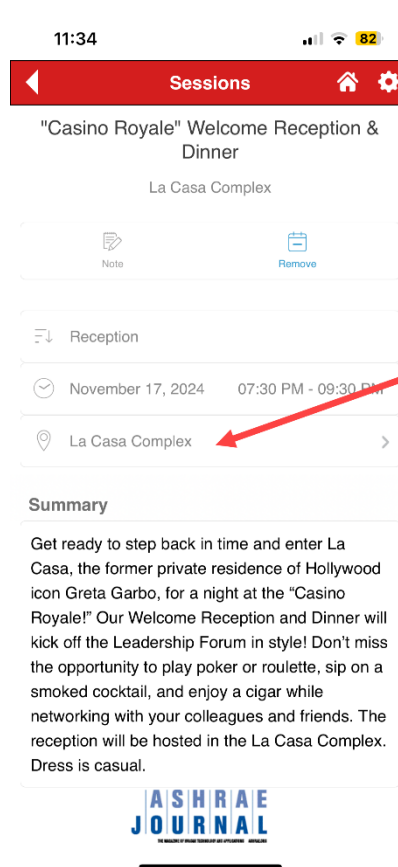 11:34
82
Sessions
"Casino Royale" Welcome Reception &
Dinner
La Casa Complex
Note
Remove
Reception
November 17, 2024 07:30 PM - 09:30 PM
La Casa Complex
Summary
Get ready to step back in time and enter La
Casa, the former private residence of Hollywood
icon Greta Garbo, for a night at the “Casino
Royale!” Our Welcome Reception and Dinner will
kick off the Leadership Forum in style! Don’t miss
the opportunity to play poker or roulette, sip on a
smoked cocktail, and enjoy a cigar while
networking with your colleagues and friends. The
reception will be hosted in the La Casa Complex.
Dress is casual.
ASHRAE
JOURNAL